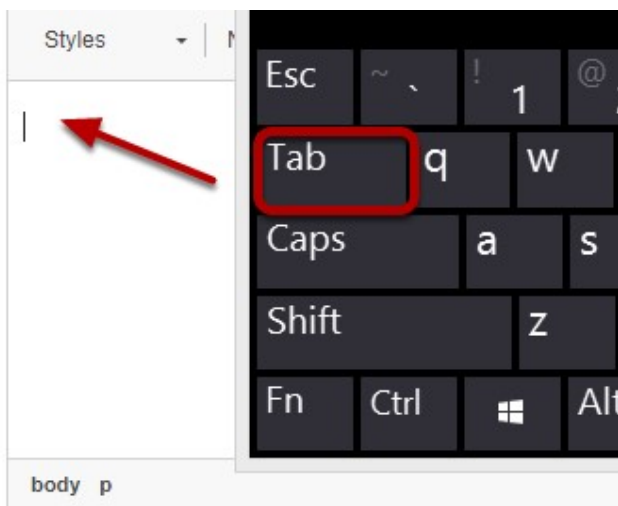 Styles
Esc ~ ` ! 1 @
Tab q w
Caps a s
Shift z
Fn Ctrl Alt
body p